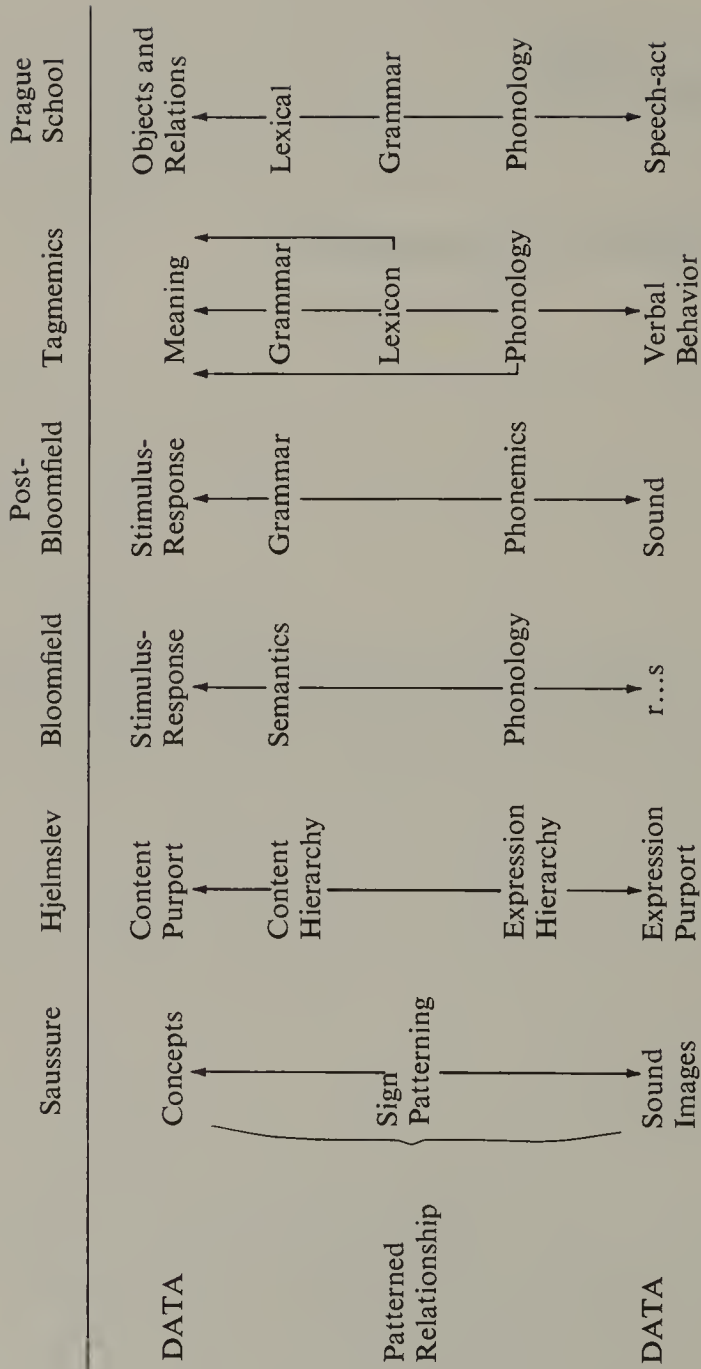 Saussure Hjelmslev Bloomfield Post-Bloomfield Tagmemics Prague School
DATA
Concepts
Content
Purport
Stimulus-
Response
Stimulus-
Response
Meaning
Objects and
Relations
Patterned
Relationship
Sign
Patterning
Content
Hierarchy
Semantics
Grammar
Grammar
Lexical
Lexicon
Grammar
Expression
Hierarchy
Phonology
Phonemics
Phonology
Phonology
DATA
Sound
Images
Expression
Purport
r...s
Sound
Verbal
Behavior
Speech-act